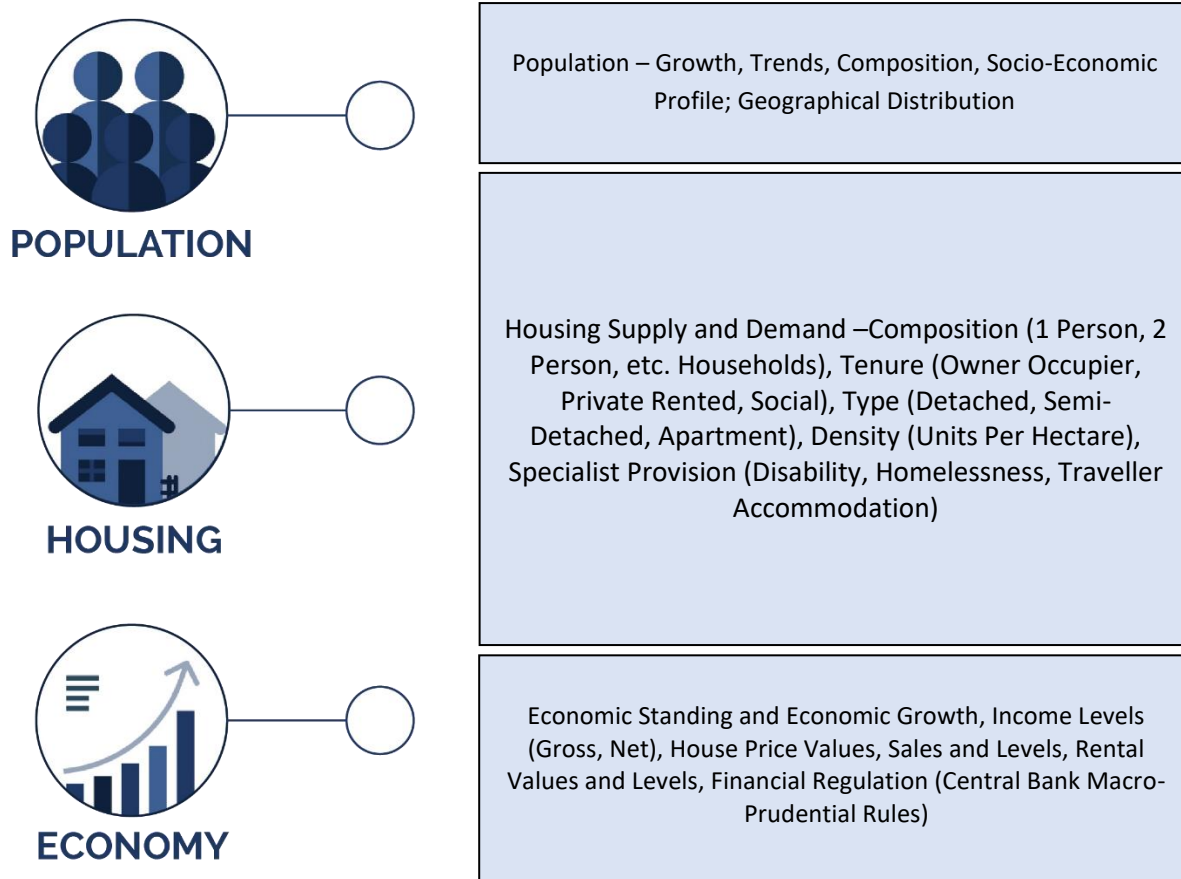 POPULATION
Population – Growth, Trends, Composition, Socio-Economic
Profile; Geographical Distribution
HOUSING
Housing Supply and Demand –Composition (1 Person, 2
Person, etc. Households), Tenure (Owner Occupier,
Private Rented, Social), Type (Detached, Semi-
Detached, Apartment), Density (Units Per Hectare),
Specialist Provision (Disability, Homelessness, Traveller
Accommodation)
ECONOMY
Economic Standing and Economic Growth, Income Levels
(Gross, Net), House Price Values, Sales and Levels, Rental
Values and Levels, Financial Regulation (Central Bank Macro-
Prudential Rules)